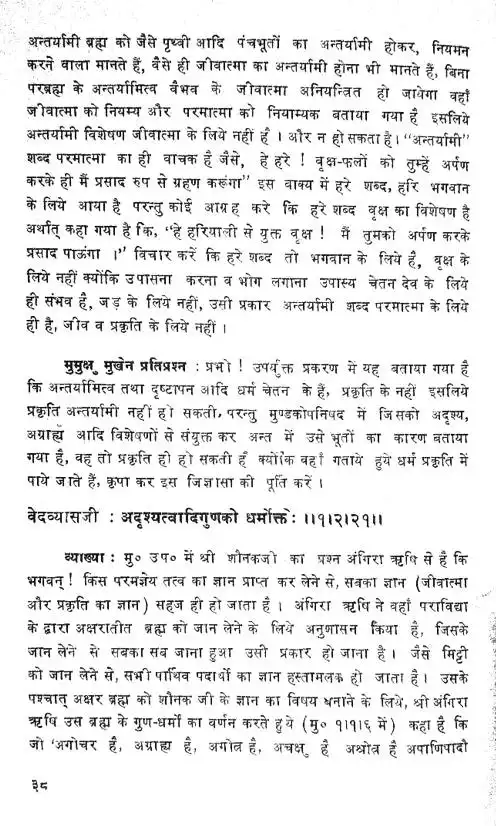 अन्तर्यामी ब्रह्म को जैसे पृथ्वी आदि पंचभूतों का अन्तर्यामी होकर, नियमन
करने वाला मानते हैं, वैसे ही जीवात्मा का अन्तर्यामी होना भी मानते हैं, बिना
परब्रह्म के अन्तर्यामित्व वैभव के जीवात्मा अनियन्त्रित हो जायेगा वहाँ
जीवात्मा को नियम्य और परमात्मा को नियाम्यक बताया गया है इसलिये
अन्तर्यामी विशेषण जीवात्मा के लिये नहीं है । और न हो सकता है। "अन्तर्यामी"
शब्द परमात्मा का ही वाचक है जैसे, हे हरे ! वृक्ष-फलों को तुम्हें अर्पण
करके ही मैं प्रसाद रुप से ग्रहण करूंगा" इस वाक्य में हरे शब्द, हरि भगवान
के लिये आया है परन्तु कोई आग्रह करे कि हरे शब्द वृक्ष का विशेषण है
अर्थात् कहा गया है कि, "हे हरियाली से युक्त वृक्ष ! मैं तुमको अर्पण करके
प्रसाद पाऊंगा ।" विचार करें कि हरे शब्द तो भगवान के लिये है, वृक्ष के
लिये नहीं क्योंकि उपासना करना व भोग लगाना उपास्य चेतन देव के लिये
ही संभव है, जड़ के लिये नहीं, उसी प्रकार अन्तर्यामी शब्द परमात्मा के लिये
ही है, जीव व प्रकृति के लिये नहीं ।
मुमुक्षु मुखेन प्रतिप्रश्न : प्रभो ! उपर्युक्त प्रकरण में यह बताया गया है
कि अन्तर्यामित्व तथा दृष्टापन आदि धर्म चेतन के हैं, प्रकृति के नहीं इसलिये
प्रकृति अन्तर्यामी नहीं हो सकती, परन्तु मुण्डकोपनिषद में जिसको अदृश्य,
अग्राह्य आदि विशेषणों से संयुक्त कर अन्त में उसे भूतों का कारण बताया
गया है, वह तो प्रकृति ही हो सकती है क्योंकि वहाँ गताये हुये धर्म प्रकृति में
पाये जाते हैं, कृपा कर इस जिज्ञासा की पूर्ति करें ।
वेदव्यासजी : अदृश्यत्वादिगुणको धर्मोक्तेः ।।१।२।२१।।
व्याख्या : मु० उप० में श्री शौनकजी का प्रश्न अंगिरा ऋषि से है कि
भगवन् ! किस परमज्ञेय तत्व का ज्ञान प्राप्त कर लेने से, सबका ज्ञान (जीवात्मा
और प्रकृति का ज्ञान) सहज ही हो जाता है । अंगिरा ऋषि ने वहाँ पराविद्या
के द्वारा अक्षरातीत ब्रह्म को जान लेने के लिये अनुशासन किया है, जिसके
जान लेने से सबका सब जाना हुआ उसी प्रकार हो जाना है । जैसे मिट्टी
को जान लेने से, सभी पार्थिव पदार्थो का ज्ञान हस्तामलक हो जाता है । उसके
पश्चात् अक्षर ब्रह्म को शौनक जी के ज्ञान का विषय बनाने के लिये, श्री अंगिरा
ऋषि उस ब्रह्म के गुण-धर्मो का वर्णन करते हुये (मु० १।१।६ में) कहा है कि
जो 'अगोचर है, अग्राह्य है, अगोत्र है, अचक्षु है अश्रोत्र है अपाणिपादौ
३८